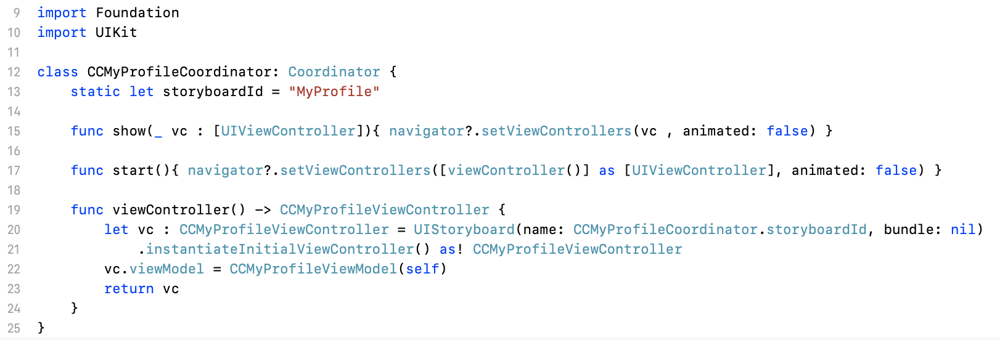 9 import Foundation
10 import UIKit
11
12 class CCMyProfileCoordinator: Coordinator {
13     static let storyboardId = "MyProfile"
14
15     func show(_ vc : [UIViewController]){ navigator?.setViewControllers(vc , animated: false) }
16
17     func start(){ navigator?.setViewControllers([viewController()] as [UIViewController], animated: false) }
18
19     func viewController() -> CCMyProfileViewController {
20         let vc : CCMyProfileViewController = UIStoryboard(name: CCMyProfileCoordinator.storyboardId, bundle: nil)
21             .instantiateInitialViewController() as! CCMyProfileViewController
22         vc.viewModel = CCMyProfileViewModel(self)
23         return vc
24     }
25 }